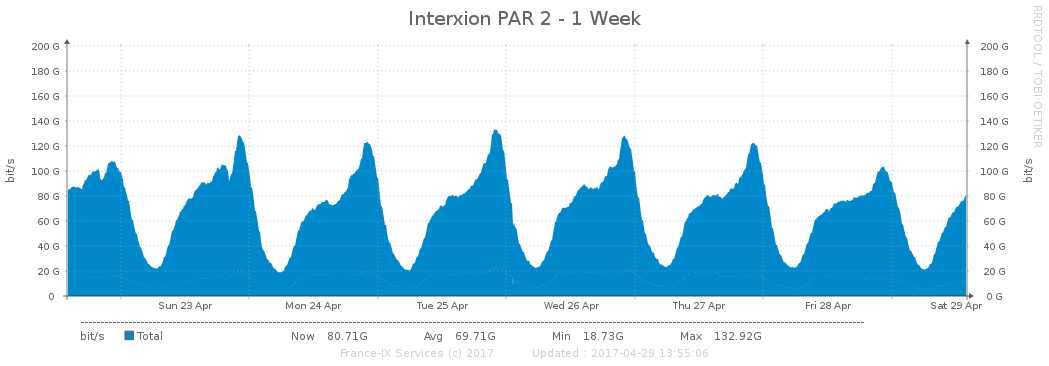 Interxion PAR 2 - 1 Week
RRDTOOL / TOBI OETIKER
bit/s
200 G 200 G
180 G 180 G
160 G 160 G
140 G 140 G
120 G 120 G
100 G 100 G
80 G 80 G
60 G 60 G
40 G 40 G
20 G 20 G
0 0 G
bit/s
Sun 23 Apr Mon 24 Apr Tue 25 Apr Wed 26 Apr Thu 27 Apr Fri 28 Apr Sat 29 Apr
bit/s Total Now 80.71G Avg 69.71G Min 18.73G Max 132.92G
France-IX Services (c) 2017 Updated : 2017-04-29 13:55:06